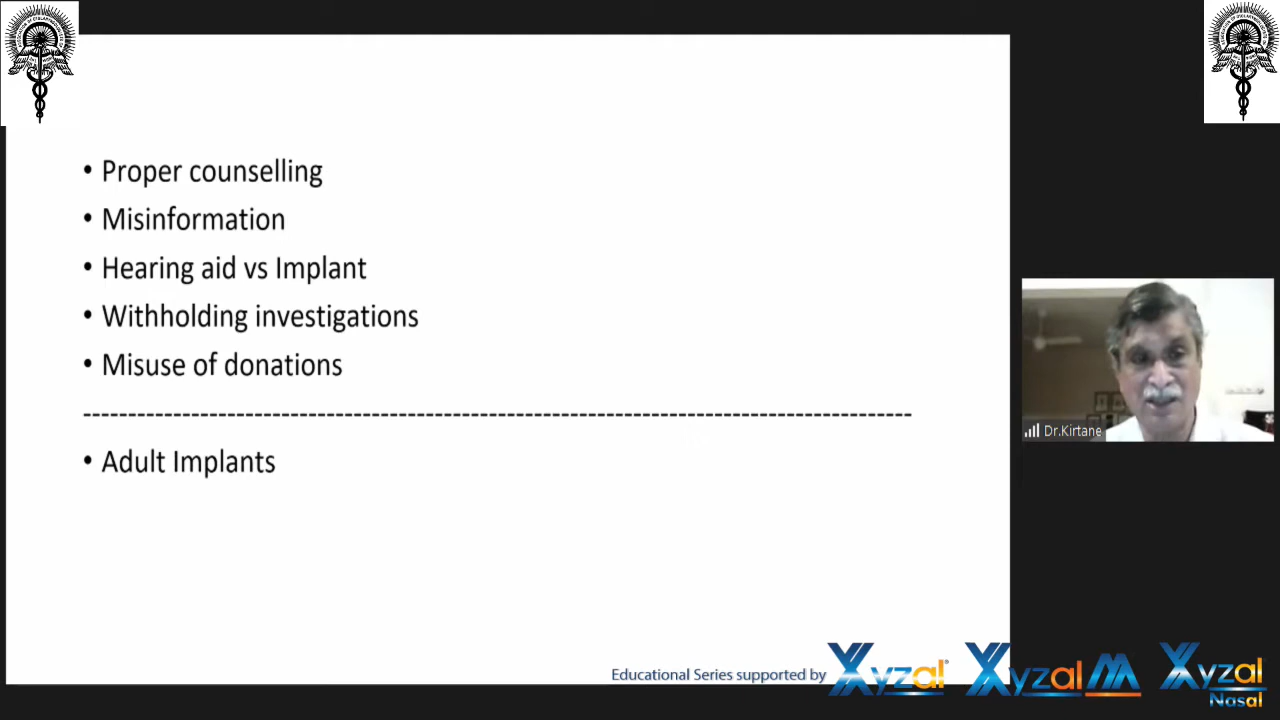 • Proper counselling
• Misinformation
• Hearing aid vs Implant
• Withholding investigations
• Misuse of donations
--------------------------------------------------------------------------------------------
• Adult Implants
Dr.Kirtane
Educational Series supported by Xyzal® Xyzal M Xyzal Nasal